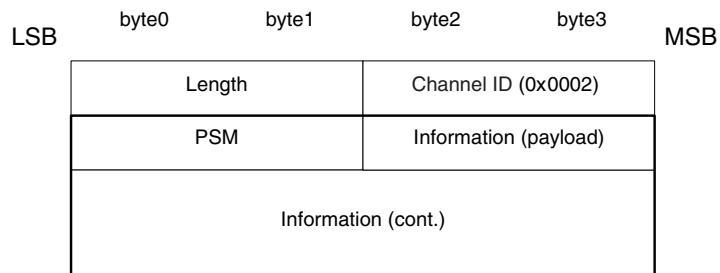 byte0 byte1 byte2 byte3
LSB MSB
Length Channel ID (0x0002)
PSM Information (payload)
Information (cont.)